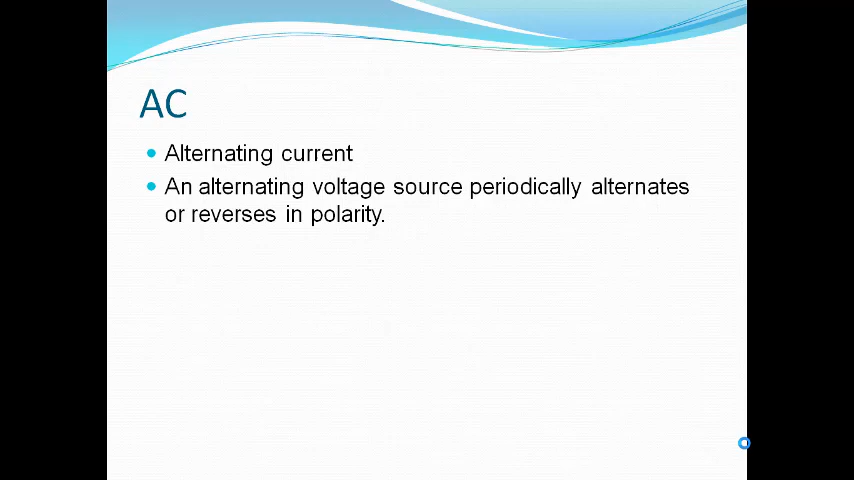 AC
Alternating current
An alternating voltage source periodically alternates
or reverses in polarity.